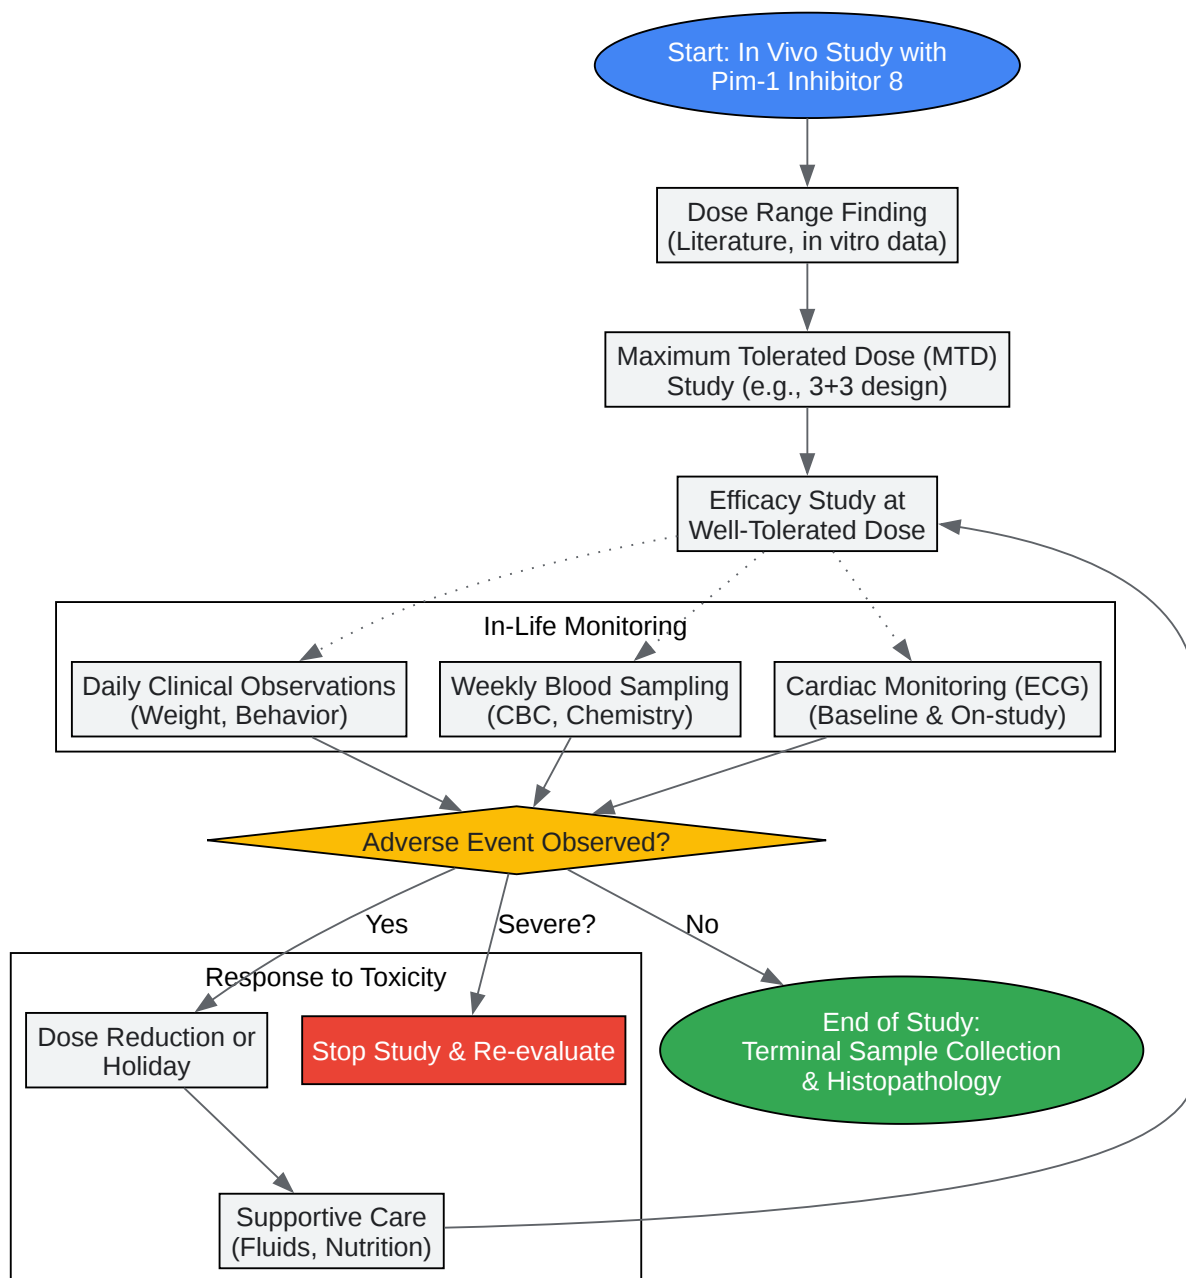 Start: In Vivo Study with
Pim-1 Inhibitor 8
Dose Range Finding
(Literature, in vitro data)
Maximum Tolerated Dose (MTD)
Study (e.g., 3+3 design)
Efficacy Study at
Well-Tolerated Dose
In-Life Monitoring
Daily Clinical Observations
(Weight, Behavior)
Weekly Blood Sampling
(CBC, Chemistry)
Cardiac Monitoring (ECG)
(Baseline & On-study)
Adverse Event Observed?
Yes
Severe?
No
Response to Toxicity
Dose Reduction or
Holiday
Stop Study & Re-evaluate
End of Study:
Terminal Sample Collection
& Histopathology
Supportive Care
(Fluids, Nutrition)